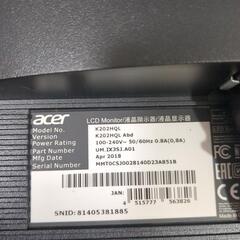 acer
LCD Monitor/液晶顯示器/液晶显示器
K202HQL
K202HQL Abd
100-240V~ 50/60Hz 0.8A(0,8A)
UM.IX3SJ.A01
Apr 2018
MMT0CSJ0028140D23A851B
Version No
Power Rating
Part Number
Mfg Date
Serial Number
JAN:
4 515777 563826
SNID: 81405381885